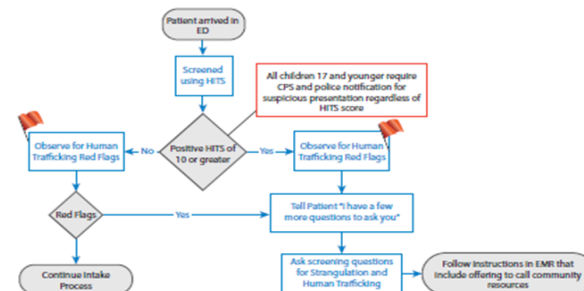 Patient arrived in
ED
Screened
using HITS
All children 17 and younger require
CPS and police notification for
suspicious presentation regardless of
HITS score
Observe for Human
Trafficking Red Flags
No
Positive HITS of
10 or greater
Yes
Observe for Human
Trafficking Red Flags
Red Flags
Yes
Tell Patient "I have a few
more questions to ask you"
Continue Intake
Process
Ask screening questions
for Strangulation and
Human Trafficking
Follow Instructions in EMR that
include offering to call community
resources